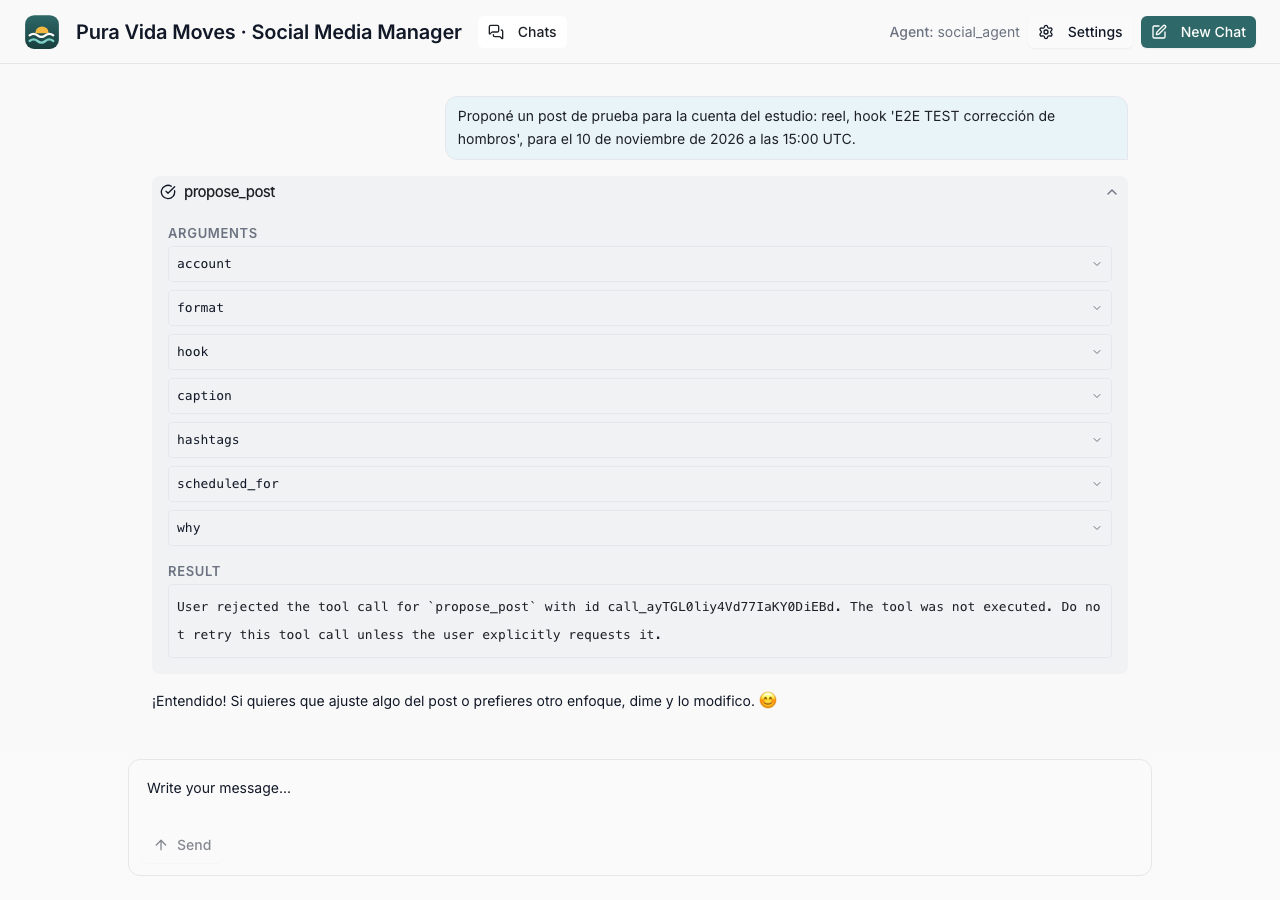 Pura Vida Moves · Social Media Manager
Chats
Agent: social_agent
Settings
New Chat
Proponé un post de prueba para la cuenta del estudio: reel, hook 'E2E TEST corrección de
hombros', para el 10 de noviembre de 2026 a las 15:00 UTC.
propose_post
ARGUMENTS
account
format
hook
caption
hashtags
scheduled_for
why
RESULT
User rejected the tool call for `propose_post` with id call_ayTGL0liy4Vd77IaKY0DiEBd. The tool was not executed. Do no
t retry this tool call unless the user explicitly requests it.
¡Entendido! Si quieres que ajuste algo del post o prefieres otro enfoque, dime y lo modifico. 😊
Write your message...
Send